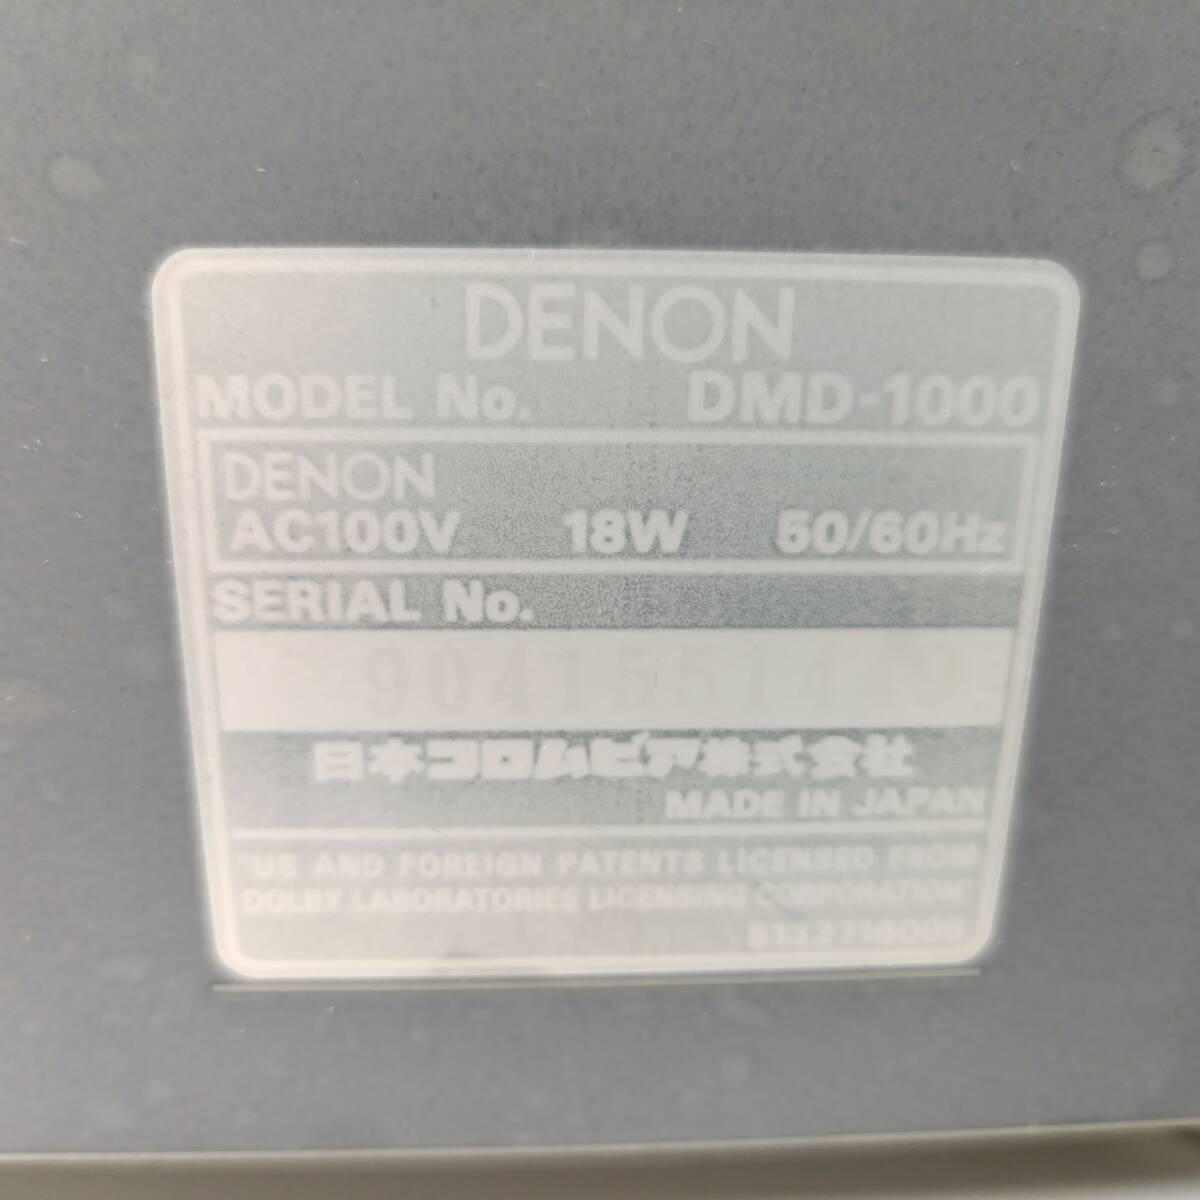 DENON
MODEL No. DMD-1000
DENON
AC100V 18W 50/60Hz
SERIAL No.
日本コロムビア株式会社
MADE IN JAPAN
"US AND FOREIGN PATENTS LICENSED FROM
DOLBY LABORATORIES LICENSING CORPORATION"